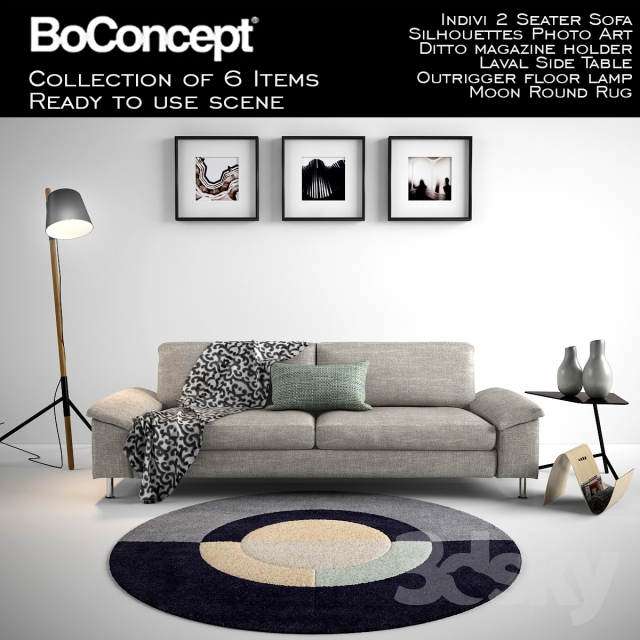 BoConcept®
Collection of 6 Items
Ready to use scene
Indivi 2 Seater Sofa
Silhouettes Photo Art
Ditto magazine holder
Laval Side Table
Outrigger floor lamp
Moon Round Rug
3dsky